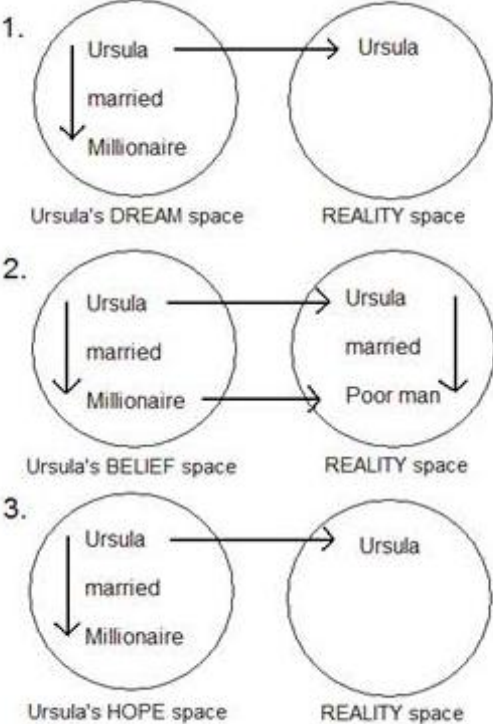 1.
Ursula Ursula
married
Millionaire
Ursula's DREAM space REALITY space
2.
Ursula Ursula
married married
Millionaire Poor man
Ursula's BELIEF space REALITY space
3.
Ursula Ursula
married
Millionaire
Ursula's HOPE space REALITY space